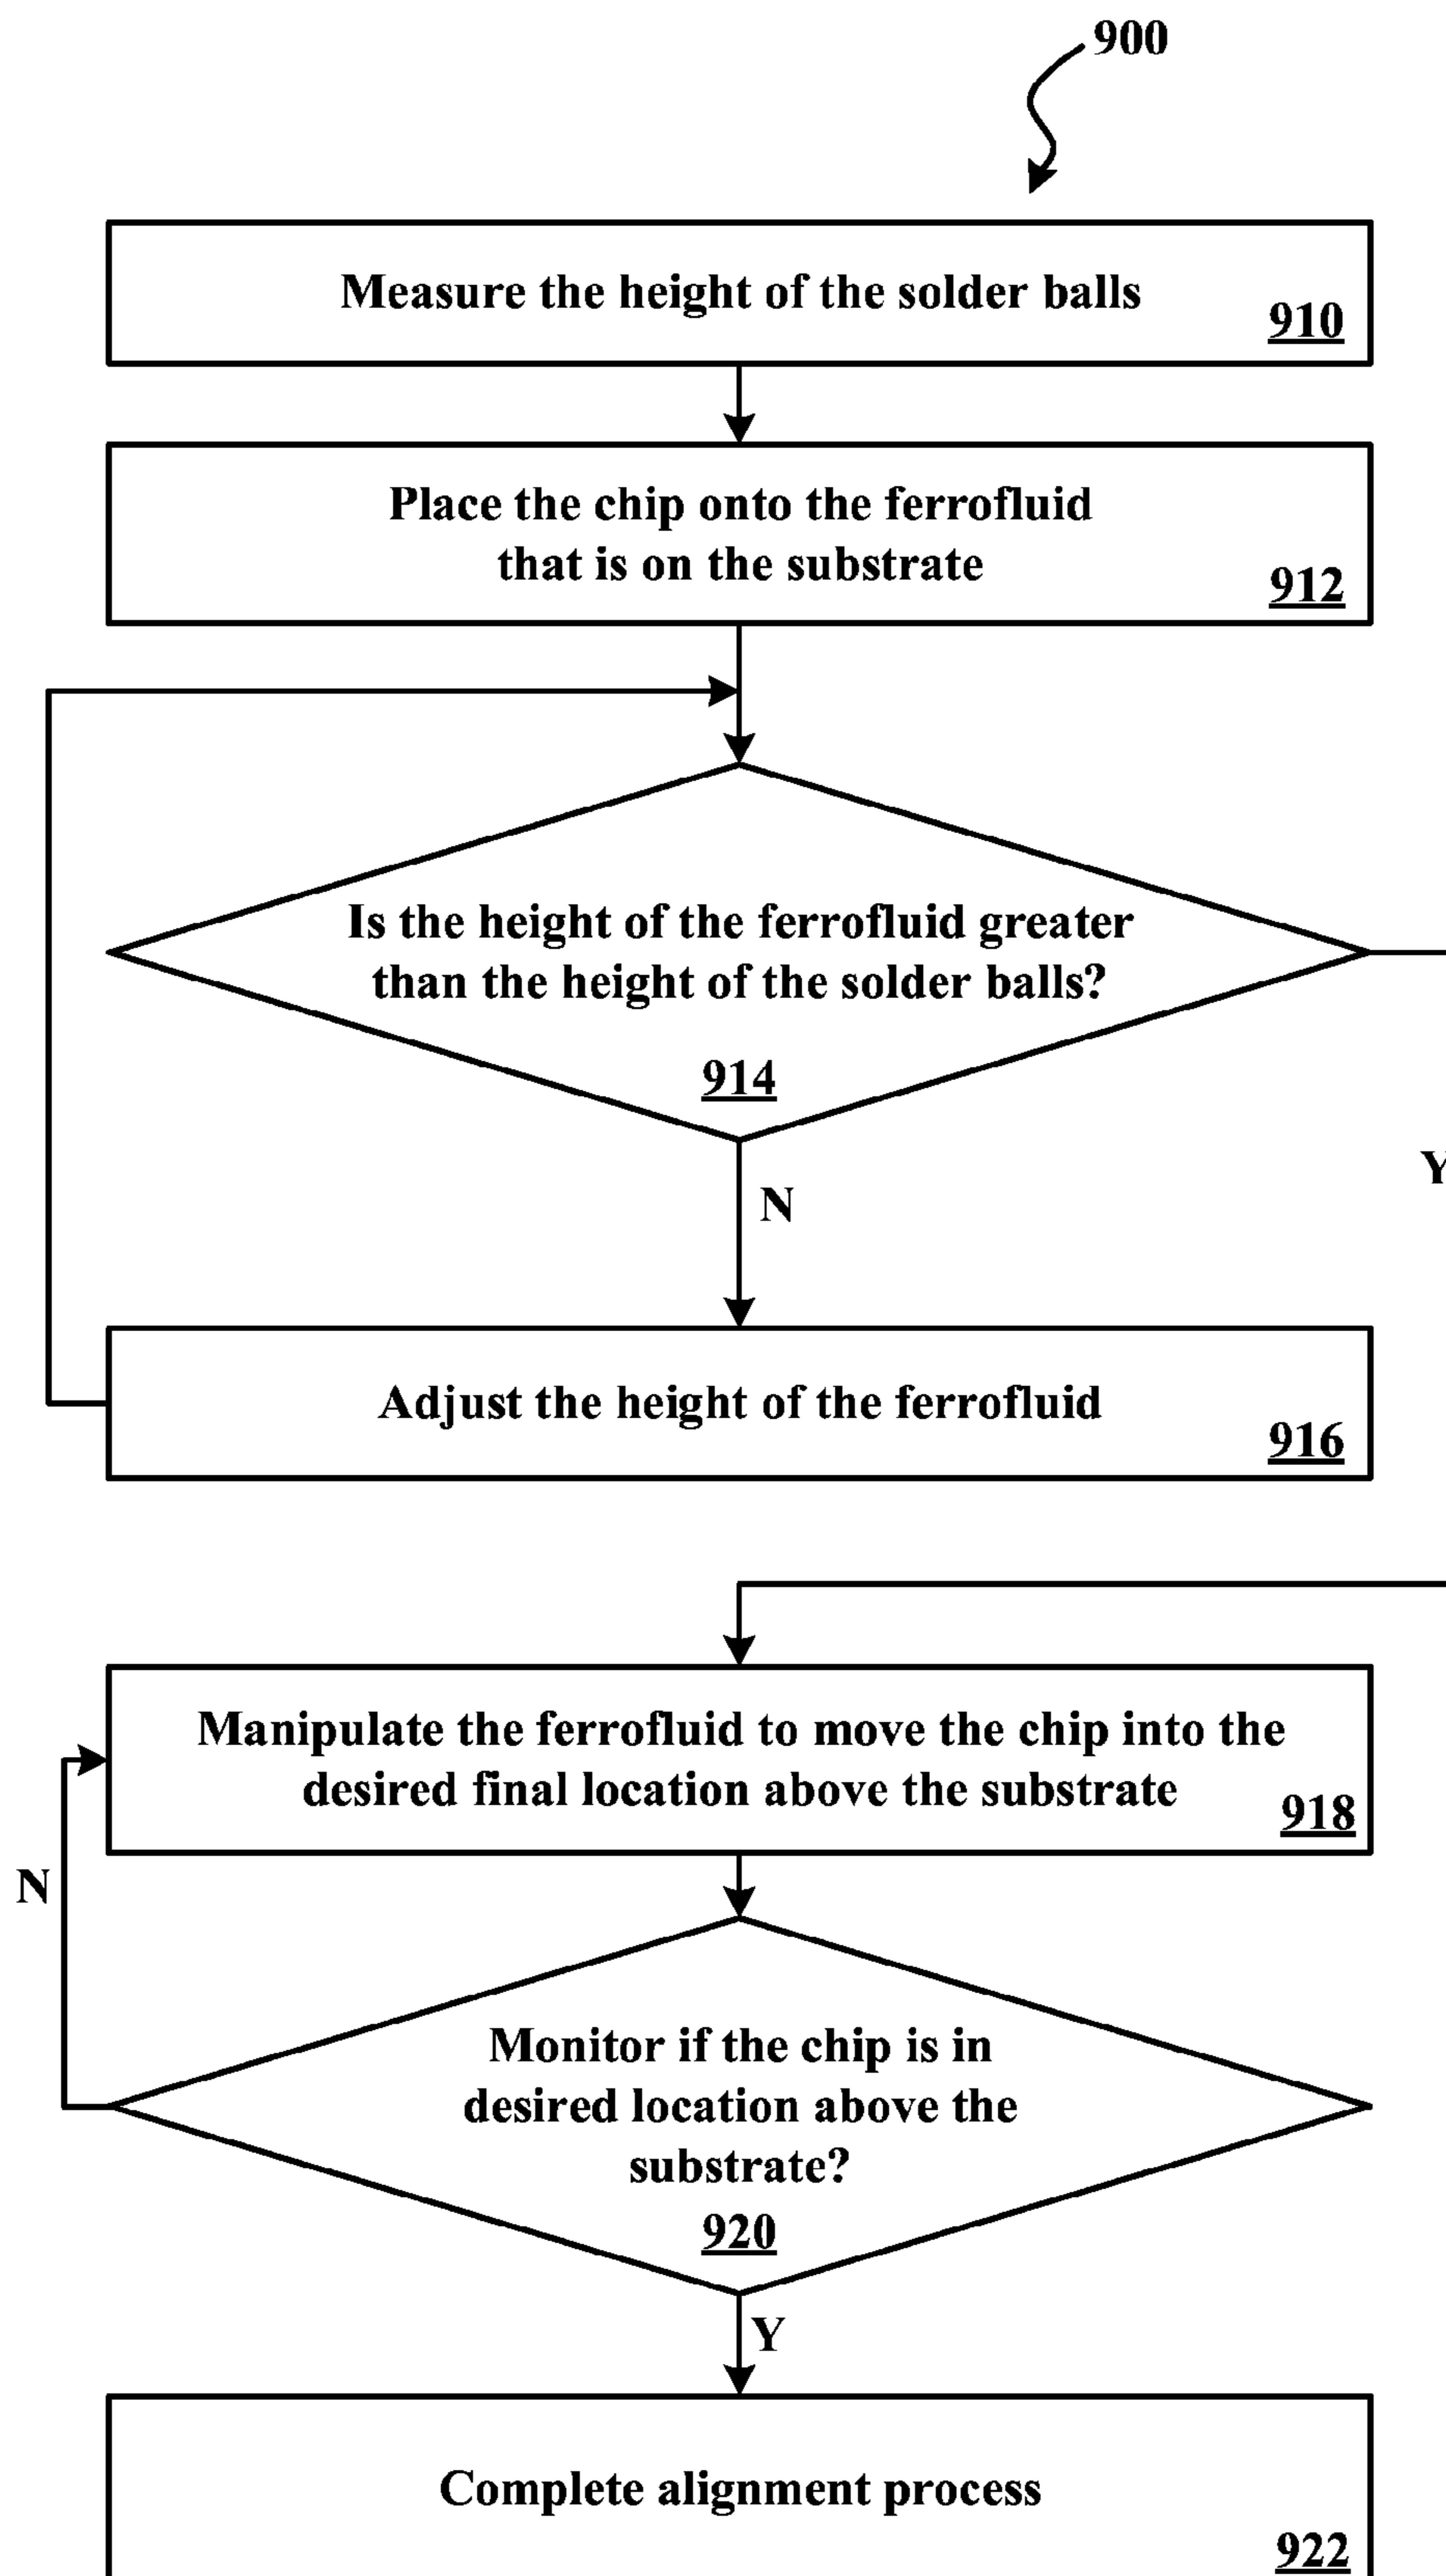 900
Measure the height of the solder balls
910
Place the chip onto the ferrofluid
that is on the substrate
912
Is the height of the ferrofluid greater
than the height of the solder balls?
914
Y
N
Adjust the height of the ferrofluid
916
Manipulate the ferrofluid to move the chip into the
desired final location above the substrate
918
N
Monitor if the chip is in
desired location above the
substrate?
920
Y
Complete alignment process
922